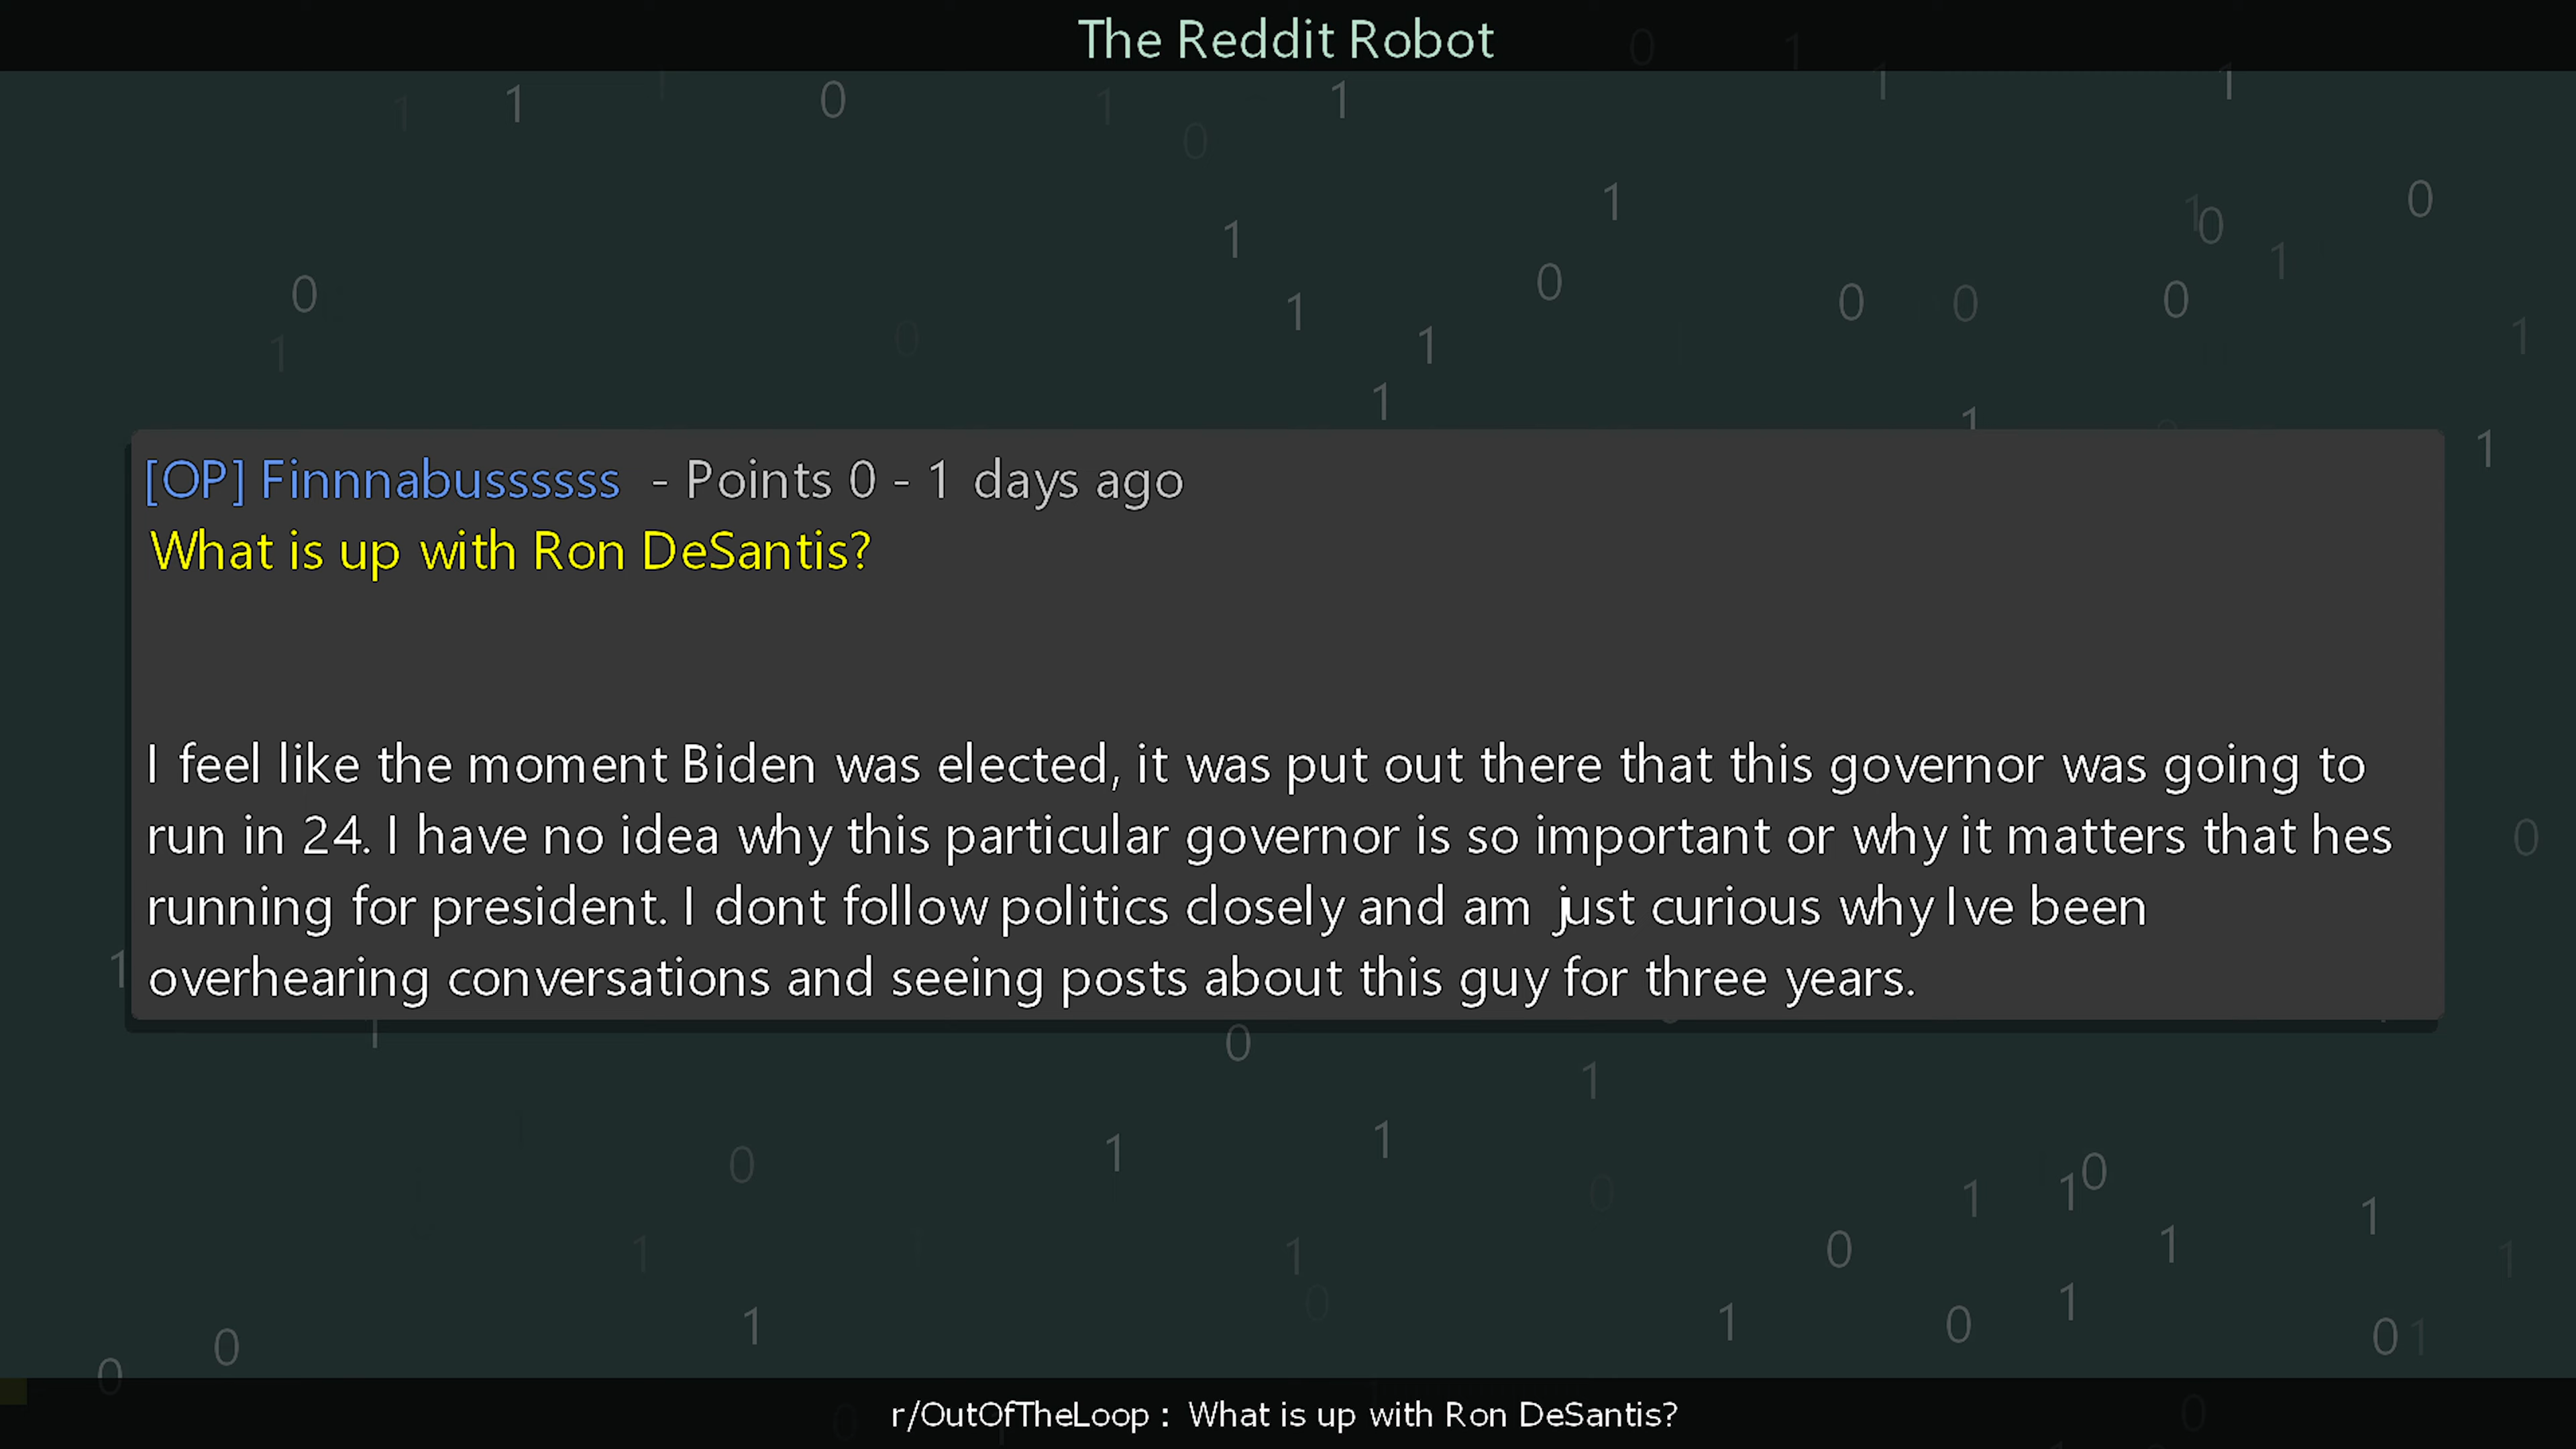 The Reddit Robot
[OP] Finnnabussssss - Points 0 - 1 days ago
What is up with Ron DeSantis?
I feel like the moment Biden was elected, it was put out there that this governor was going to
run in 24. I have no idea why this particular governor is so important or why it matters that hes
running for president. I dont follow politics closely and am just curious why Ive been
overhearing conversations and seeing posts about this guy for three years.
r/OutOfTheLoop : What is up with Ron DeSantis?